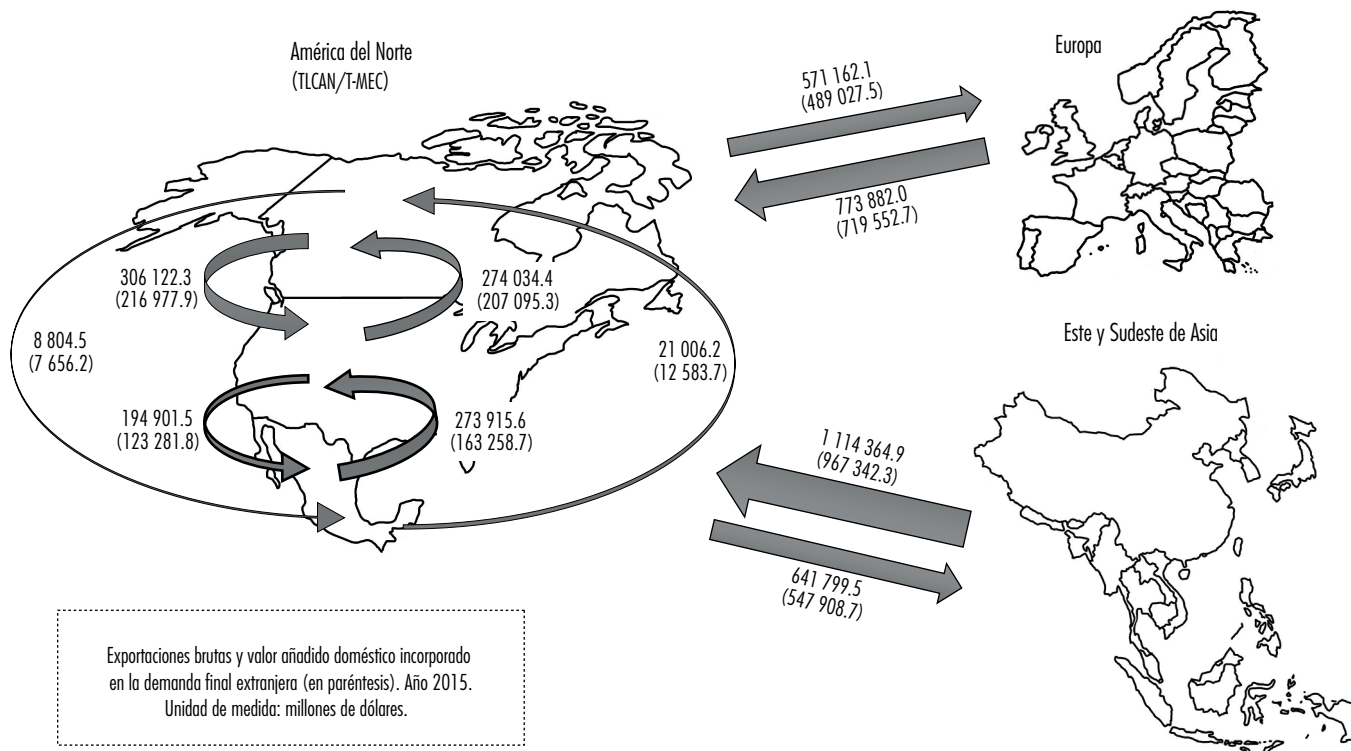 América del Norte
(TLCAN/T-MEC)
571 162.1
(489 027.5)
Europa
773 882.0
(719 552.7)
306 122.3
(216 977.9)
274 034.4
(207 095.3)
8 804.5
(7 656.2)
21 006.2
(12 583.7)
Este y Sudeste de Asia
194 901.5
(123 281.8)
273 915.6
(163 258.7)
1 114 364.9
(967 342.3)
641 799.5
(547 908.7)
Exportaciones brutas y valor añadido doméstico incorporado
en la demanda final extranjera (en paréntesis). Año 2015.
Unidad de medida: millones de dólares.